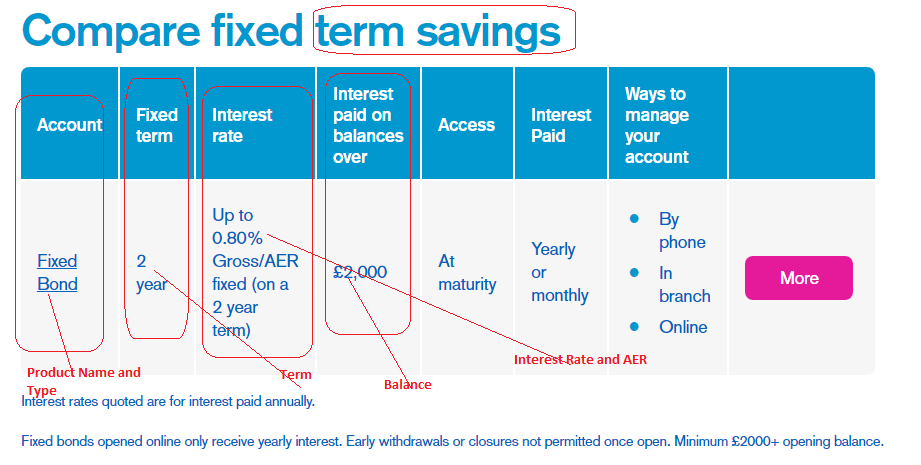 Compare fixed term savings
Account
Fixed
term
Interest
rate
Interest
paid on
balances
over
Access
Interest
Paid
Ways to
manage
your
account
Fixed
Bond
2
year
Up to
0.80%
Gross/AER
fixed (on a
2 year
term)
£2,000
At
maturity
Yearly
or
monthly
By
phone
In
branch
Online
More
Product Name and
Type
Term
Balance
Interest Rate and AER
Interest rates quoted are for interest paid annually.
Fixed bonds opened online only receive yearly interest. Early withdrawals or closures not permitted once open. Minimum £2000+ opening balance.